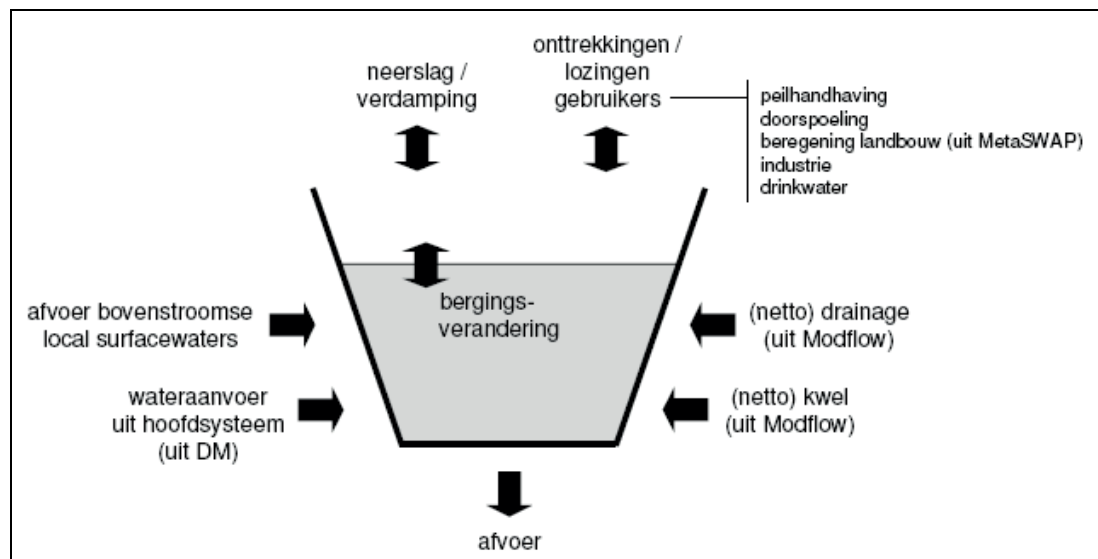 neerslag /
verdamping
onttrekkingen /
lozingen
gebruikers
peilhandhaving
doorspoeling
beregening landbouw (uit MetaSWAP)
industrie
drinkwater
bergings-
verandering
afvoer bovenstroomse
local surfacewaters
wateraanvoer
uit hoofdsysteem
(uit DM)
(netto) drainage
(uit Modflow)
(netto) kwel
(uit Modflow)
afvoer